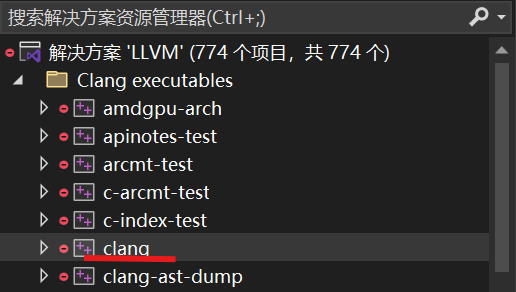 搜索解决方案资源管理器(Ctrl+;)
解决方案 'LLVM' (774 个项目，共 774 个)
Clang executables
amdgpu-arch
apinotes-test
arcmt-test
c-arcmt-test
c-index-test
clang
clang-ast-dump